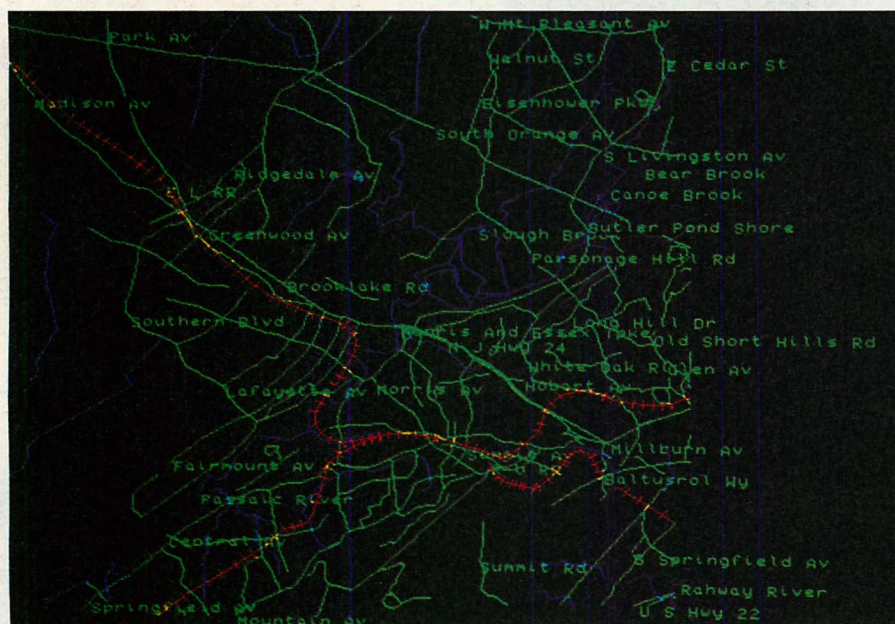 W Mt Pleasant Av
Park Av
Walnut St
E Cedar St
Madison Av
Eisenhower Pkwy
South Orange Av
S Livingston Av
Bear Brook
Ridgedale Av
Canoe Brook
L RR
Butler Pond Shore
Greenwood Av
Slough Brook
Parsonage Hill Rd
Brooklake Rd
Southern Blvd
Long Hill Dr
Morris And Essex Tpke
Old Short Hills Rd
N J Hwy 24
White Oak R
Glen Av
Lafayette Av
Morris Av
Hobart Av
Millburn Av
Fairmount Av
Baltusrol Wy
Passaic River
Central
Summit Rd
S Springfield Av
Rahway River
Springfield Av
U S Hwy 22
Mountain Av